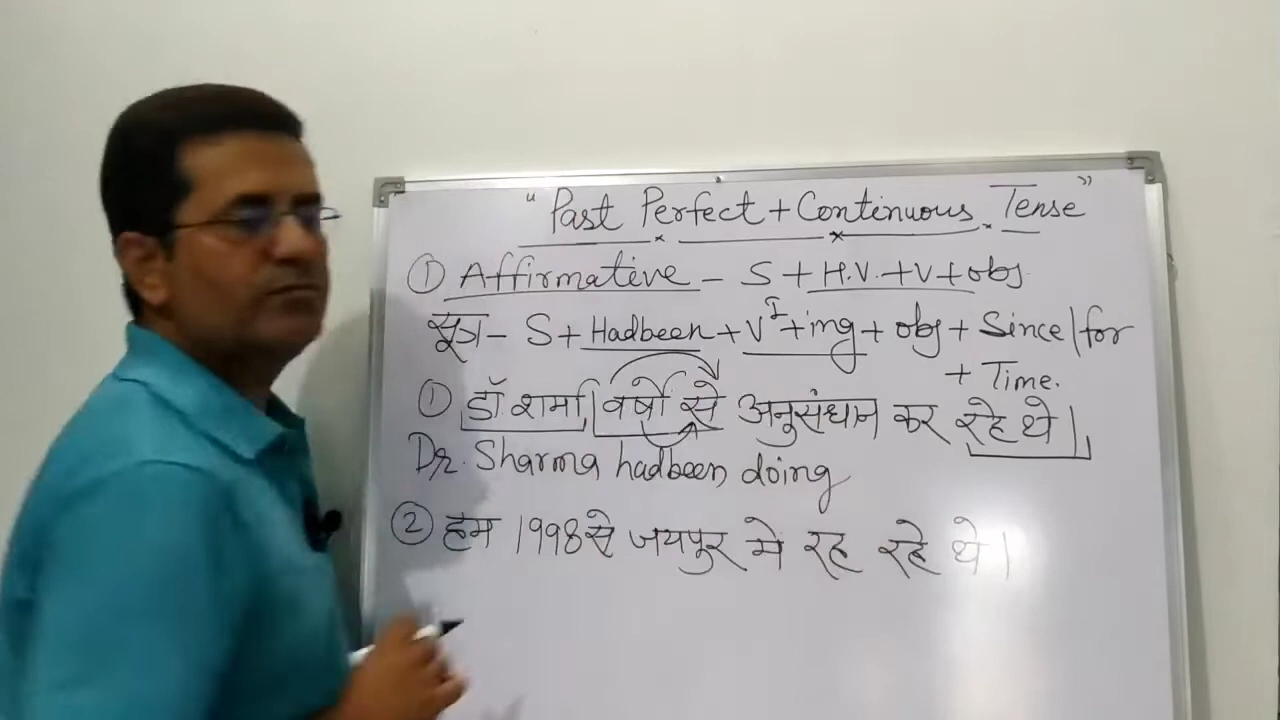 "Past Perfect + Continuous Tense"
① Affirmative - S + H.V. + V + obj
सूत्र - S + Hadbeen + V^I + ing + obj + Since/for
+ Time.
① डॉ शर्मा वर्षो से अनुसंधान कर रहे थे।
Dr. Sharma hadbeen doing
② हम 1998 से जयपुर मे रह रहे थे।